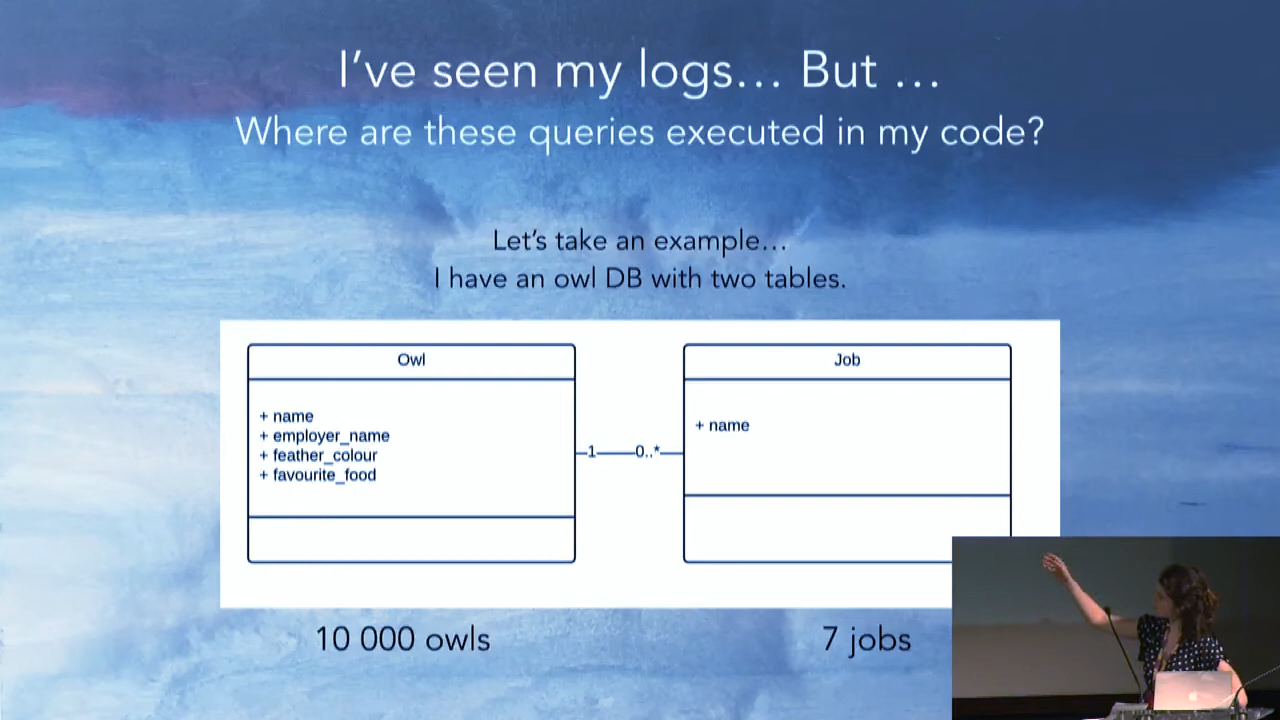 I've seen my logs… But …
Where are these queries executed in my code?
Let's take an example…
I have an owl DB with two tables.
Owl
+ name
+ employer_name
+ feather_colour
+ favourite_food
1
0..*
Job
+ name
10 000 owls
7 jobs